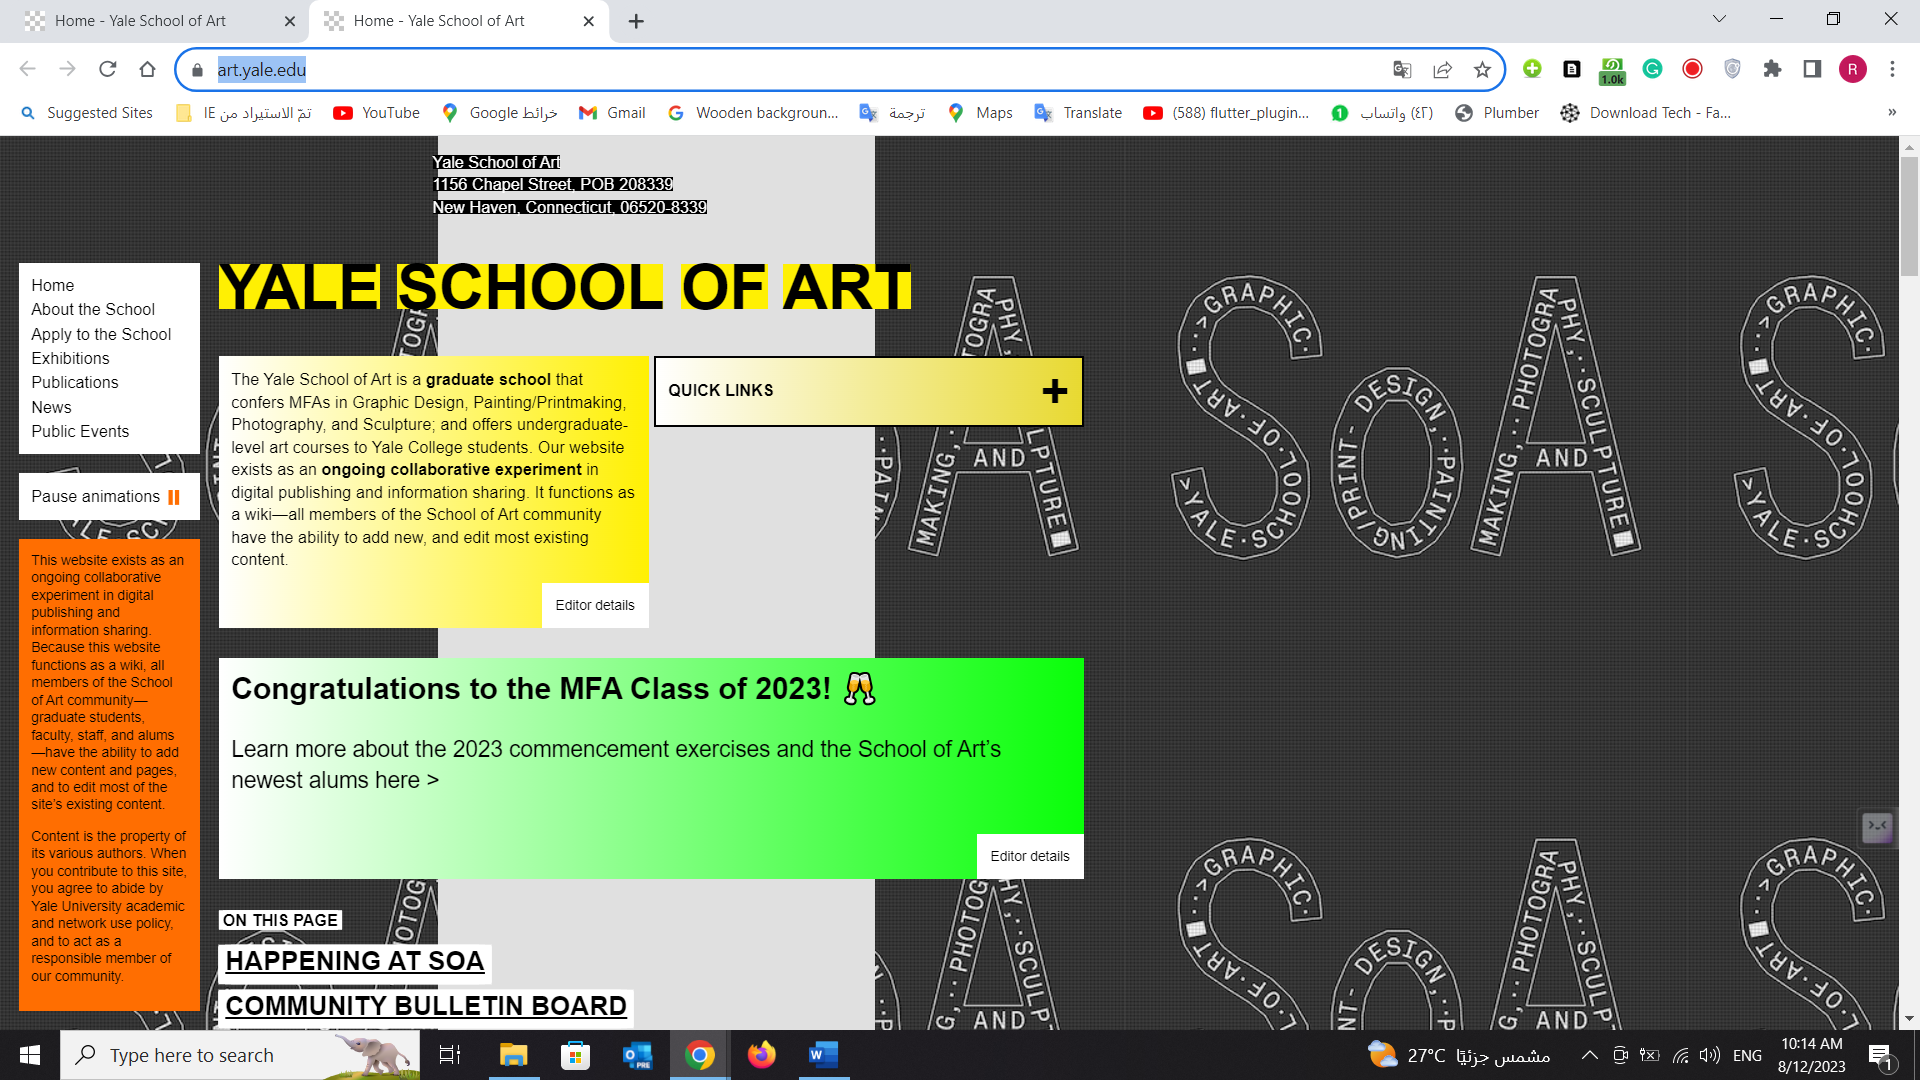 Home - Yale School of Art
Home - Yale School of Art
art.yale.edu
1.0k
R
Suggested Sites
تمّ الاستيراد من IE
YouTube
خرائط Google
Gmail
Wooden backgroun...
ترجمة
Maps
Translate
(588) flutter_plugin...
1
(٤٢) واتساب
Plumber
Download Tech - Fa...
»
Yale School of Art
1156 Chapel Street, POB 208339
New Haven, Connecticut, 06520-8339
YALE SCHOOL OF ART
Home
About the School
Apply to the School
Exhibitions
Publications
News
Public Events
Pause animations
This website exists as an
ongoing collaborative
experiment in digital
publishing and
information sharing.
Because this website
functions as a wiki, all
members of the School
of Art community—
graduate students,
faculty, staff, and alums
—have the ability to add
new content and pages,
and to edit most of the
site's existing content.
Content is the property of
its various authors. When
you contribute to this site,
you agree to abide by
Yale University academic
and network use policy,
and to act as a
responsible member of
our community.
The Yale School of Art is a graduate school that
confers MFAs in Graphic Design, Painting/Printmaking,
Photography, and Sculpture; and offers undergraduate-
level art courses to Yale College students. Our website
exists as an ongoing collaborative experiment in
digital publishing and information sharing. It functions as
a wiki—all members of the School of Art community
have the ability to add new, and edit most existing
content.
Editor details
QUICK LINKS
Congratulations to the MFA Class of 2023! 🥂
Learn more about the 2023 commencement exercises and the School of Art's
newest alums here >
Editor details
ON THIS PAGE
HAPPENING AT SOA
COMMUNITY BULLETIN BOARD
>YALE·SCHOOL·OF·ART·
··>GRAPHIC·
DESIGN,·
·PAINTING/PRINT-
MAKING,··PHOTOGRAPHY,··SCULPTURE
AND
Type here to search
PRE
27°C مشمس جزئيًا
ENG
10:14 AM
8/12/2023
1